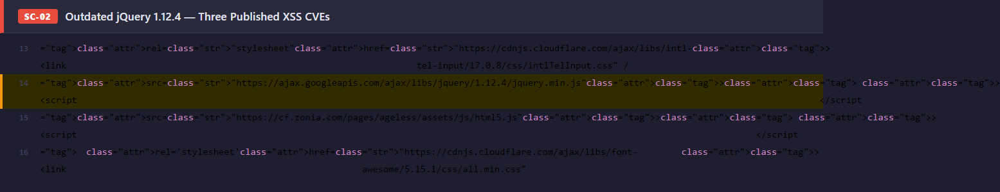 SC-02 Outdated jQuery 1.12.4 — Three Published XSS CVEs
13 ="tag">class="attr">rel=class="str">"stylesheet"class="attr">href=class="str">"https://cdnjs.cloudflare.com/ajax/libs/intl-class="attr">class="tag">>
<link tel-input/17.0.8/css/intlTelInput.css" /
14 ="tag">class="attr">src=class="str">"https://ajax.googleapis.com/ajax/libs/jquery/1.12.4/jquery.min.js"class="attr">class="tag">>class="attr">class="tag"> class="attr">class="tag">>
<script </script
15 ="tag">class="attr">src=class="str">"https://cf.zonia.com/pages/ageless/assets/js/html5.js"class="attr">class="tag">>class="attr">class="tag"> class="attr">class="tag">>
<script </script
16 ="tag"> class="attr">rel='stylesheet'class="attr">href=class="str">"https://cdnjs.cloudflare.com/ajax/libs/font- class="attr">class="tag">>
<link awesome/5.15.1/css/all.min.css"